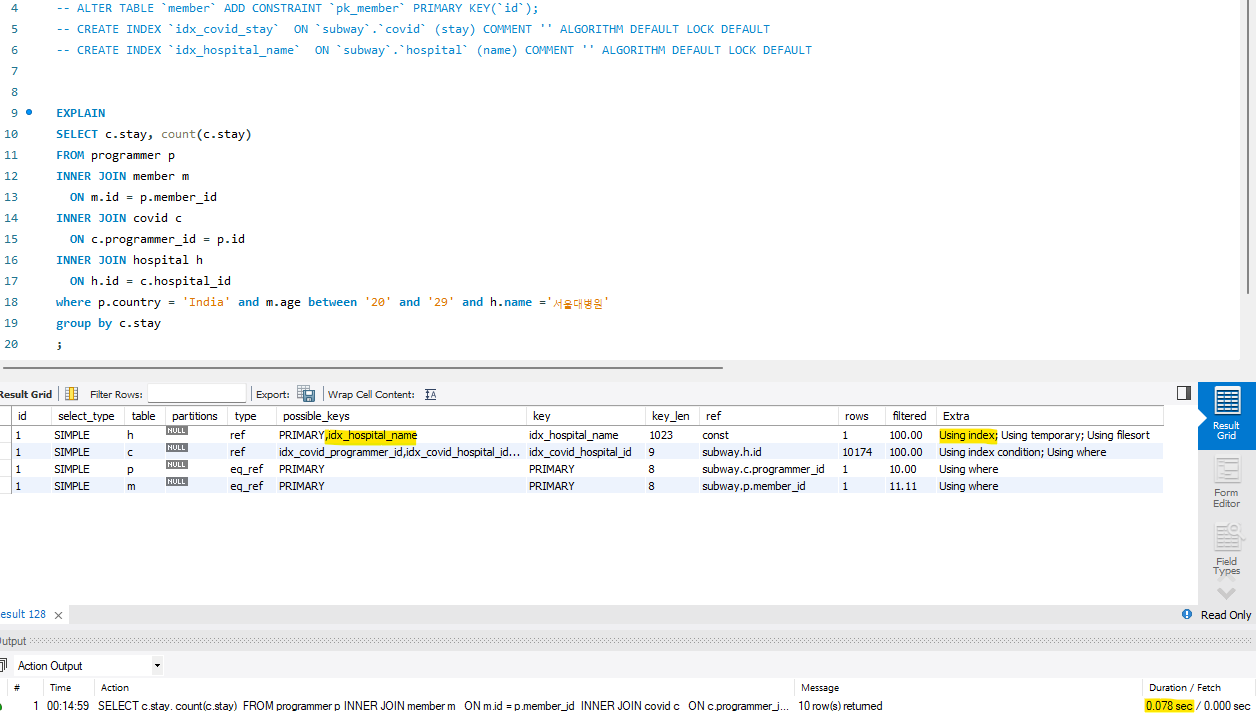 4 -- ALTER TABLE `member` ADD CONSTRAINT `pk_member` PRIMARY KEY(`id`);
5 -- CREATE INDEX `idx_covid_stay`  ON `subway`.`covid` (stay) COMMENT '' ALGORITHM DEFAULT LOCK DEFAULT
6 -- CREATE INDEX `idx_hospital_name`  ON `subway`.`hospital` (name) COMMENT '' ALGORITHM DEFAULT LOCK DEFAULT
7
8
9 EXPLAIN
10 SELECT c.stay, count(c.stay)
11 FROM programmer p
12 INNER JOIN member m
13 ON m.id = p.member_id
14 INNER JOIN covid c
15 ON c.programmer_id = p.id
16 INNER JOIN hospital h
17 ON h.id = c.hospital_id
18 where p.country = 'India' and m.age between '20' and '29' and h.name ='서울대병원'
19 group by c.stay
20 ;
Result Grid Filter Rows: Export: Wrap Cell Content:
id select_type table partitions type possible_keys key key_len ref rows filtered Extra
1 SIMPLE h NULL ref PRIMARY,idx_hospital_name idx_hospital_name 1023 const 1 100.00 Using index; Using temporary; Using filesort
1 SIMPLE c NULL ref idx_covid_programmer_id,idx_covid_hospital_id... idx_covid_hospital_id 9 subway.h.id 10174 100.00 Using index condition; Using where
1 SIMPLE p NULL eq_ref PRIMARY PRIMARY 8 subway.c.programmer_id 1 10.00 Using where
1 SIMPLE m NULL eq_ref PRIMARY PRIMARY 8 subway.p.member_id 1 11.11 Using where
Result
Grid
Form
Editor
Field
Types
esult 128
Read Only
utput
Action Output
# Time Action Message Duration / Fetch
1 00:14:59 SELECT c.stay, count(c.stay)  FROM programmer p  INNER JOIN member m   ON m.id = p.member_id   INNER JOIN covid c   ON c.programmer_j... 10 row(s) returned 0.078 sec / 0.000 sec